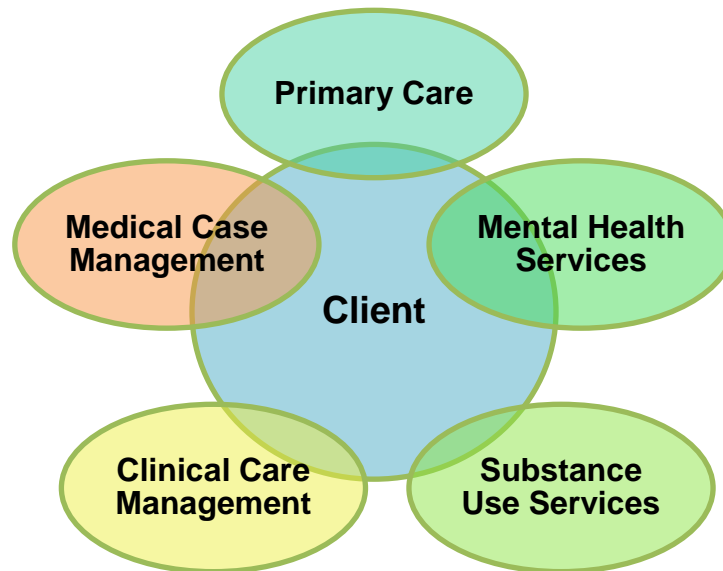 Primary Care
Medical Case
Management
Mental Health
Services
Client
Clinical Care
Management
Substance
Use Services